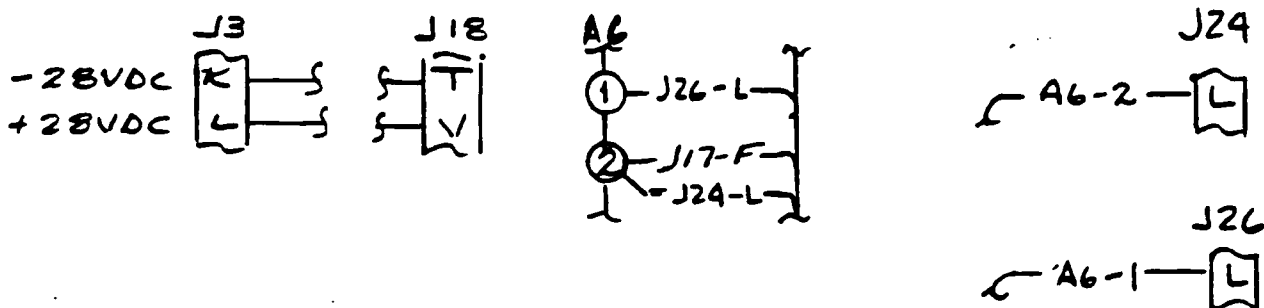 J3
J18
A6
J24
-28VDC K
T
1 J26-L
A6-2 L
+28VDC L
V
2 J17-F
J24-L
J26
A6-1 L